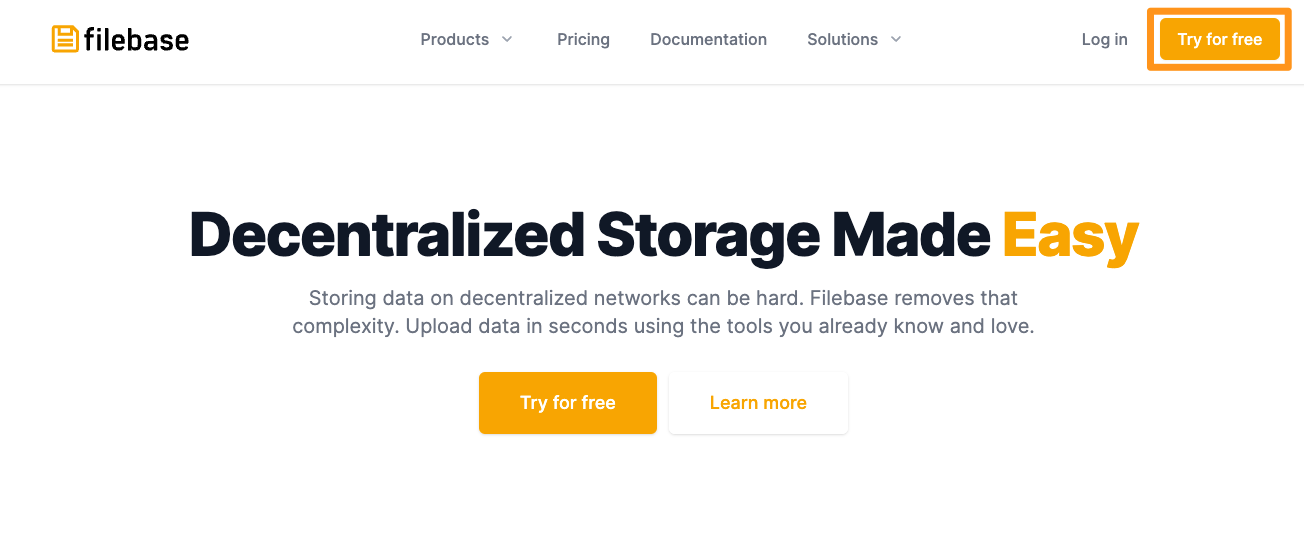 filebase
Products
Pricing
Documentation
Solutions
Log in
Try for free
Decentralized Storage Made Easy
Storing data on decentralized networks can be hard. Filebase removes that
complexity. Upload data in seconds using the tools you already know and love.
Try for free
Learn more